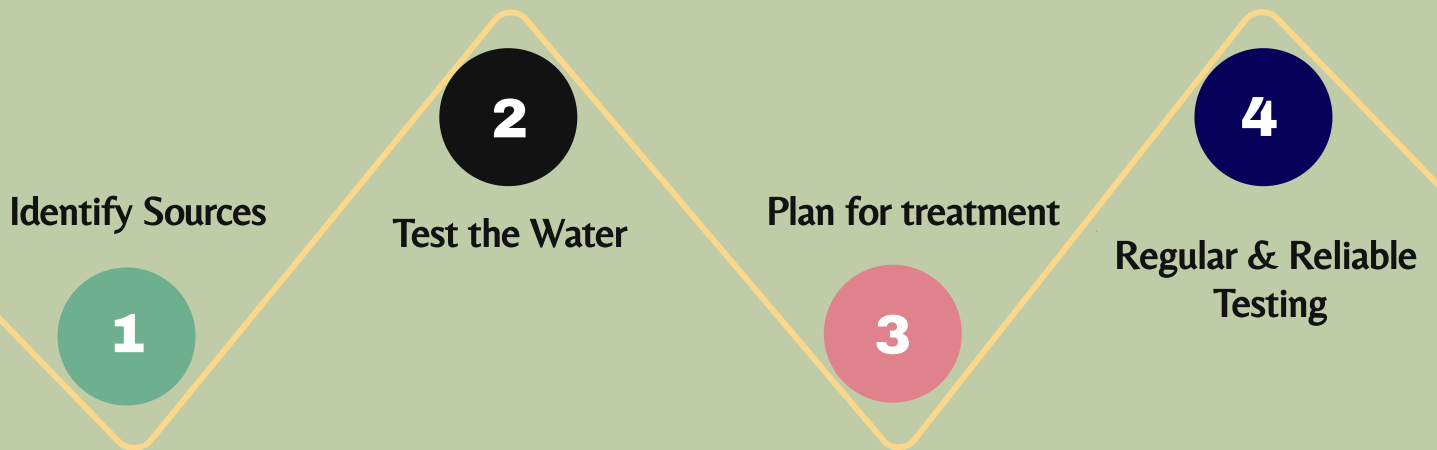 Identify Sources
1
2
Test the Water
Plan for treatment
3
4
Regular & Reliable
Testing